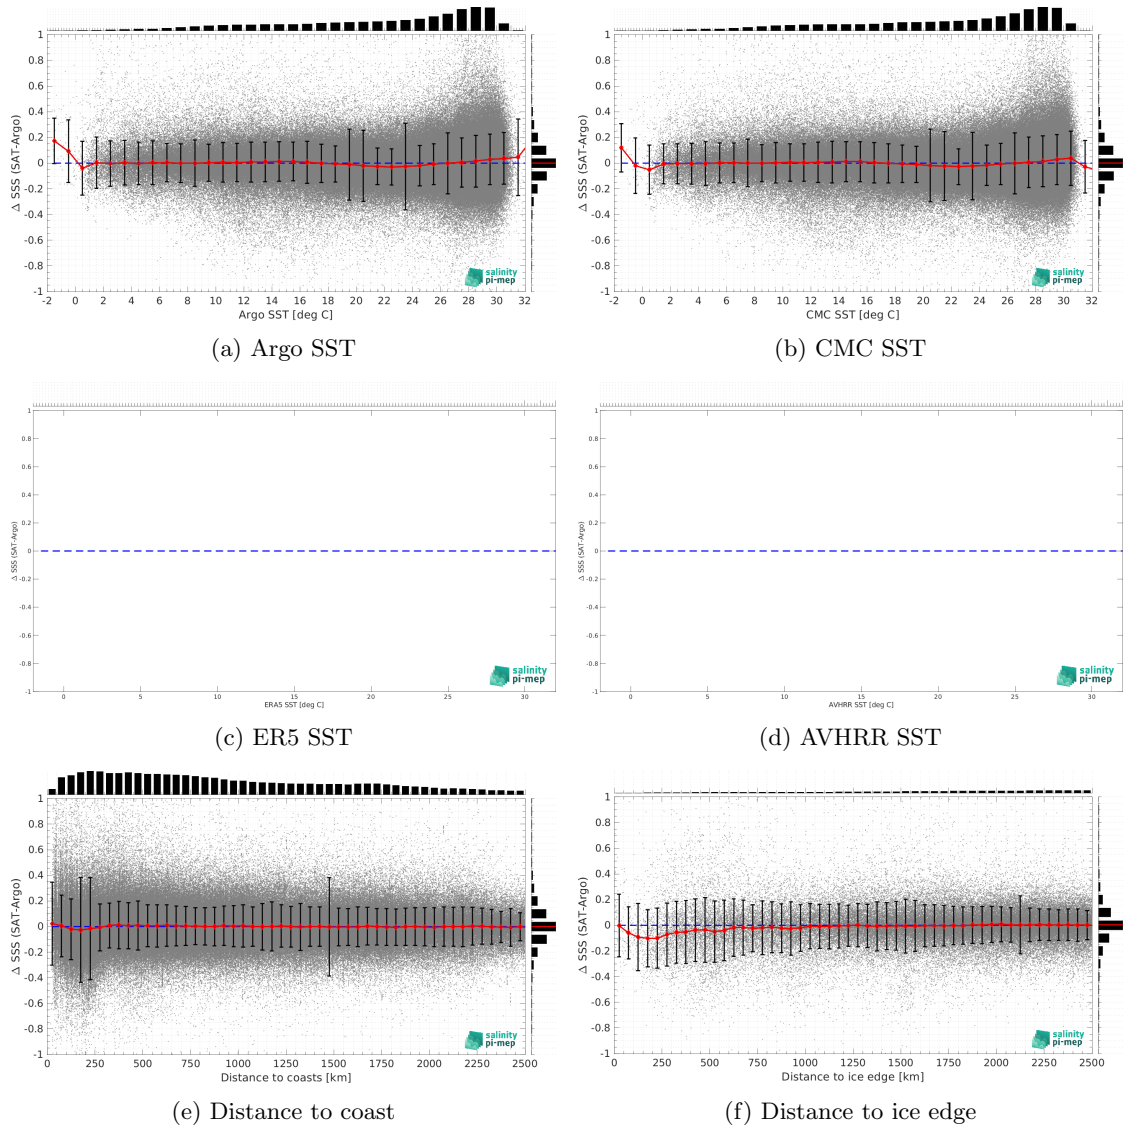 1
0.8
0.6
0.4
0.2
0
-0.2
-0.4
-0.6
-0.8
-1
Δ SSS (SAT-Argo)
-2 0 2 4 6 8 10 12 14 16 18 20 22 24 26 28 30 32
Argo SST [deg C]
salinity
pi-mep
(a) Argo SST
1
0.8
0.6
0.4
0.2
0
-0.2
-0.4
-0.6
-0.8
-1
Δ SSS (SAT-Argo)
-2 0 2 4 6 8 10 12 14 16 18 20 22 24 26 28 30 32
CMC SST [deg C]
salinity
pi-mep
(b) CMC SST
1
0.8
0.6
0.4
0.2
0
-0.2
-0.4
-0.6
-0.8
-1
Δ SSS (SAT-Argo)
0 5 10 15 20 25 30
ERA5 SST [deg C]
salinity
pi-mep
(c) ER5 SST
1
0.8
0.6
0.4
0.2
0
-0.2
-0.4
-0.6
-0.8
-1
Δ SSS (SAT-Argo)
0 5 10 15 20 25 30
AVHRR SST [deg C]
salinity
pi-mep
(d) AVHRR SST
1
0.8
0.6
0.4
0.2
0
-0.2
-0.4
-0.6
-0.8
-1
Δ SSS (SAT-Argo)
0 250 500 750 1000 1250 1500 1750 2000 2250 2500
Distance to coasts [km]
salinity
pi-mep
(e) Distance to coast
1
0.8
0.6
0.4
0.2
0
-0.2
-0.4
-0.6
-0.8
-1
Δ SSS (SAT-Argo)
0 250 500 750 1000 1250 1500 1750 2000 2250 2500
Distance to ice edge [km]
salinity
pi-mep
(f) Distance to ice edge